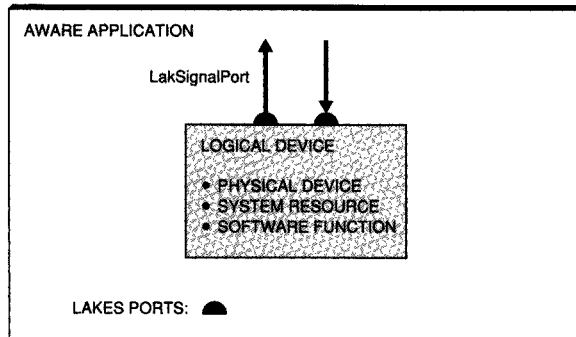 AWARE APPLICATION
LakSignalPort
LOGICAL DEVICE
• PHYSICAL DEVICE
• SYSTEM RESOURCE
• SOFTWARE FUNCTION
LAKES PORTS: